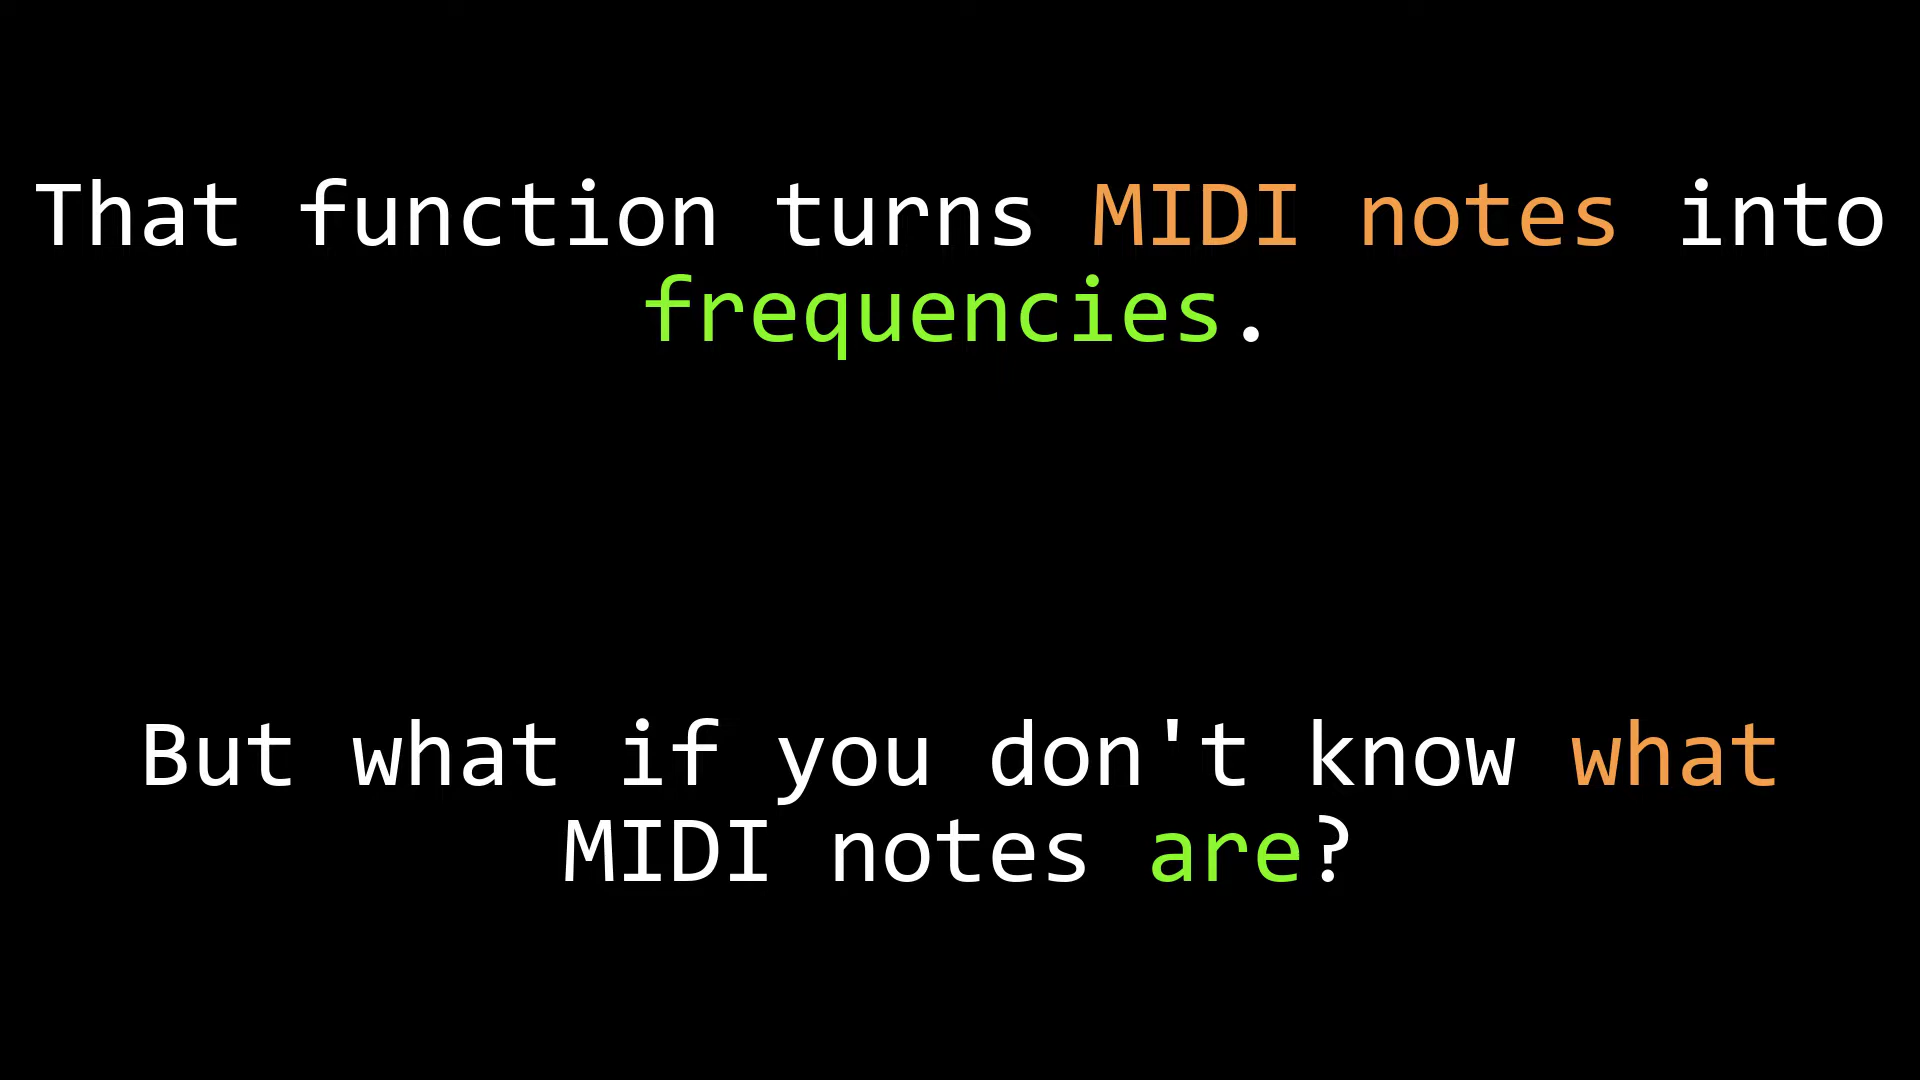 That function turns MIDI notes into
frequencies.
But what if you don't know what
MIDI notes are?